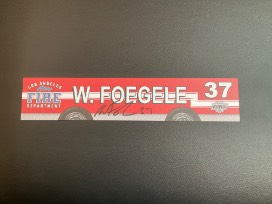 LOS ANGELES
FIRE
DEPARTMENT
W. FOEGELE
37